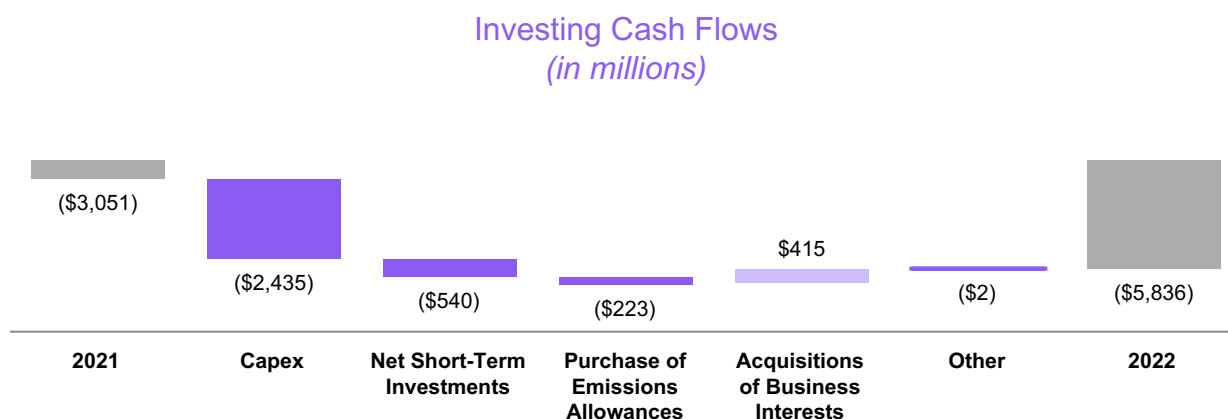 Investing Cash Flows
(in millions)
($3,051)
($2,435)
($540)
($223)
$415
($2)
($5,836)
2021
Capex
Net Short-Term
Investments
Purchase of
Emissions
Allowances
Acquisitions
of Business
Interests
Other
2022